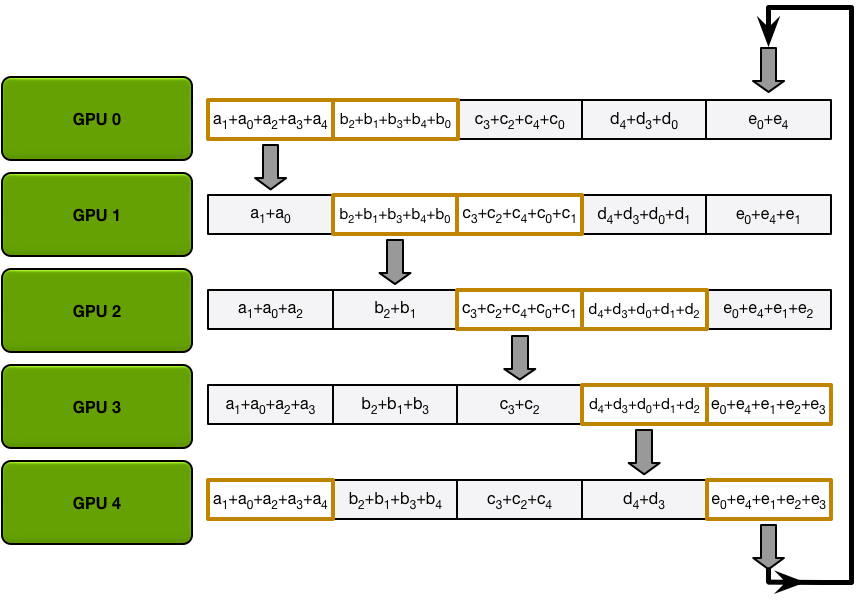 GPU 0 a₁+a₀+a₂+a₃+a₄ b₂+b₁+b₃+b₄+b₀ c₃+c₂+c₄+c₀ d₄+d₃+d₀ e₀+e₄
GPU 1 a₁+a₀ b₂+b₁+b₃+b₄+b₀ c₃+c₂+c₄+c₀+c₁ d₄+d₃+d₀+d₁ e₀+e₄+e₁
GPU 2 a₁+a₀+a₂ b₂+b₁ c₃+c₂+c₄+c₀+c₁ d₄+d₃+d₀+d₁+d₂ e₀+e₄+e₁+e₂
GPU 3 a₁+a₀+a₂+a₃ b₂+b₁+b₃ c₃+c₂ d₄+d₃+d₀+d₁+d₂ e₀+e₄+e₁+e₂+e₃
GPU 4 a₁+a₀+a₂+a₃+a₄ b₂+b₁+b₃+b₄ c₃+c₂+c₄ d₄+d₃ e₀+e₄+e₁+e₂+e₃